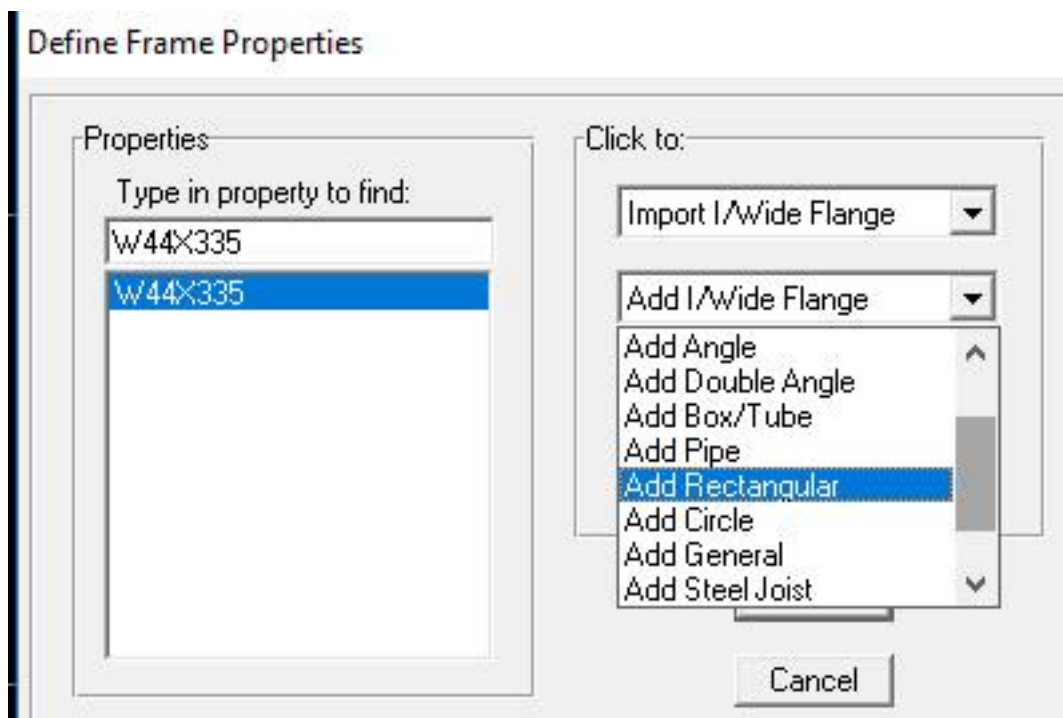 Define Frame Properties
Properties
Type in property to find:
W44X335
W44X335
Click to:
Import I/Wide Flange
Add I/Wide Flange
Add Angle
Add Double Angle
Add Box/Tube
Add Pipe
Add Rectangular
Add Circle
Add General
Add Steel Joist
Cancel